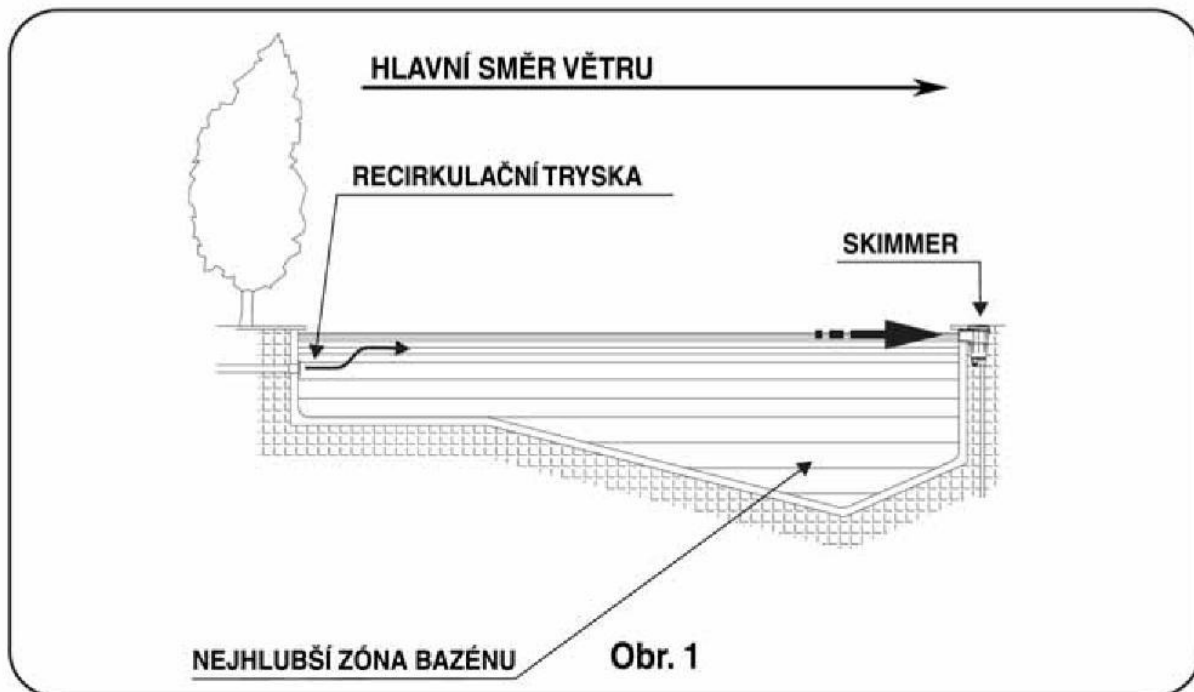 HLAVNÍ SMĚR VĚTRU
RECIRKULAČNÍ TRYSKA
SKIMMER
NEJHLUBŠÍ ZÓNA BAZÉNU
Obr. 1